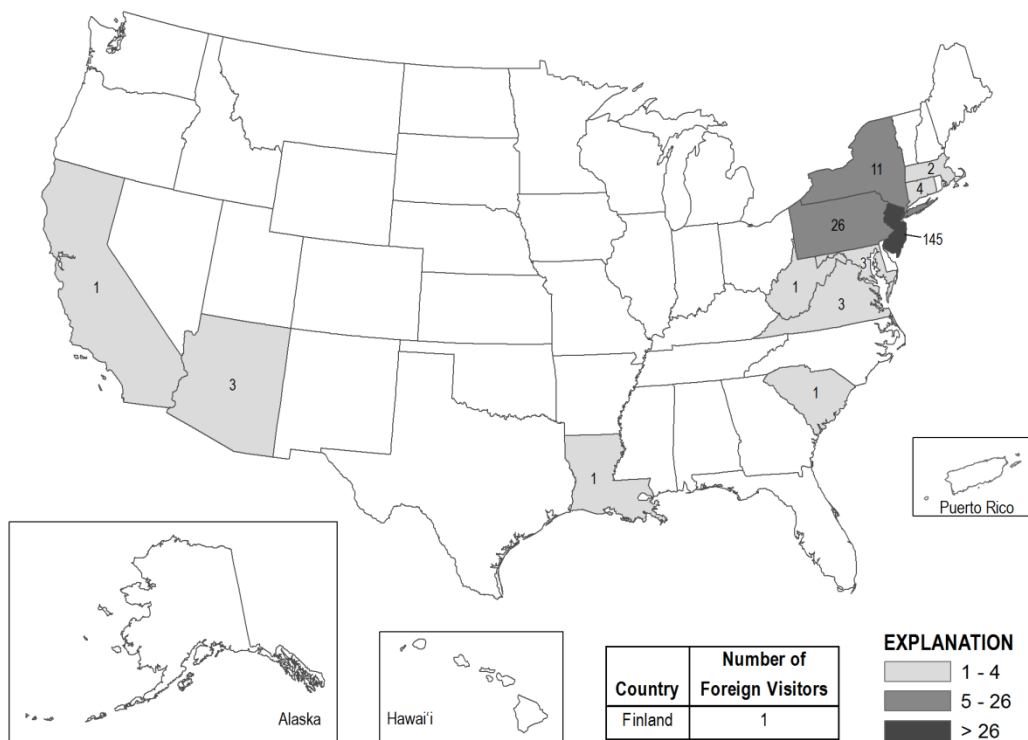 11
2
4
26
145
3
1
1
3
3
1
1
Puerto Rico
Alaska
Hawai'i
Country
Number of
Foreign Visitors
Finland
1
EXPLANATION
1 - 4
5 - 26
> 26